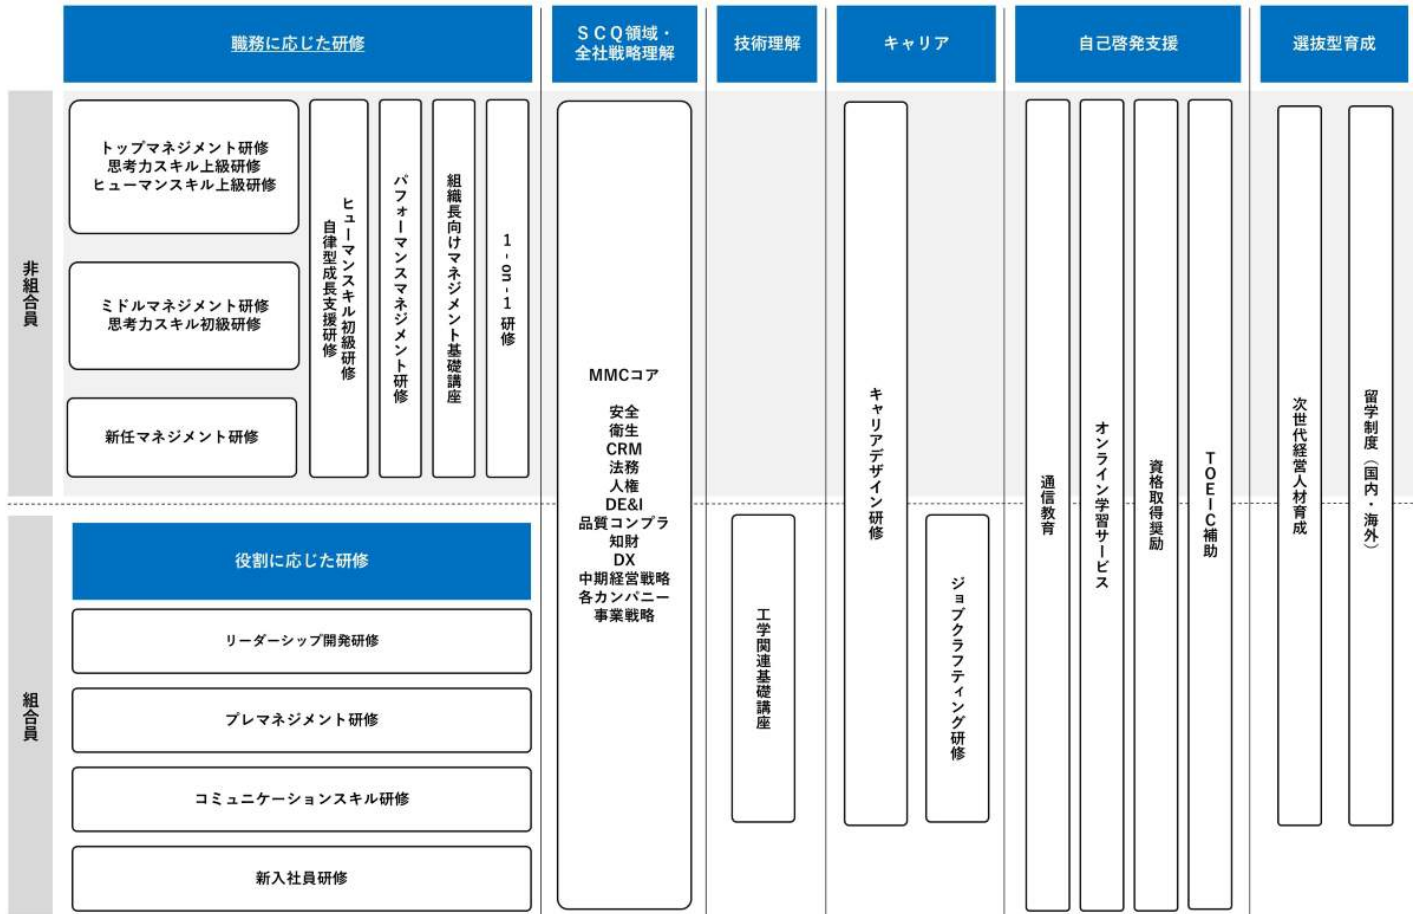 職務に応じた研修
ＳＣＱ領域・
全社戦略理解
技術理解
キャリア
自己啓発支援
選抜型育成
非組合員
トップマネジメント研修
思考力スキル上級研修
ヒューマンスキル上級研修
ミドルマネジメント研修
思考力スキル初級研修
新任マネジメント研修
ヒューマンスキル初級研修
自律型成長支援研修
パフォーマンスマネジメント研修
組織長向けマネジメント基礎講座
1-on-1研修
MMCコア
安全
衛生
CRM
法務
人権
DE&I
品質コンプラ
知財
DX
中期経営戦略
各カンパニー
事業戦略
工学関連基礎講座
キャリアデザイン研修
ジョブクラフティング研修
通信教育
オンライン学習サービス
資格取得奨励
TOEIC補助
次世代経営人材育成
留学制度（国内・海外）
組合員
役割に応じた研修
リーダーシップ開発研修
プレマネジメント研修
コミュニケーションスキル研修
新入社員研修